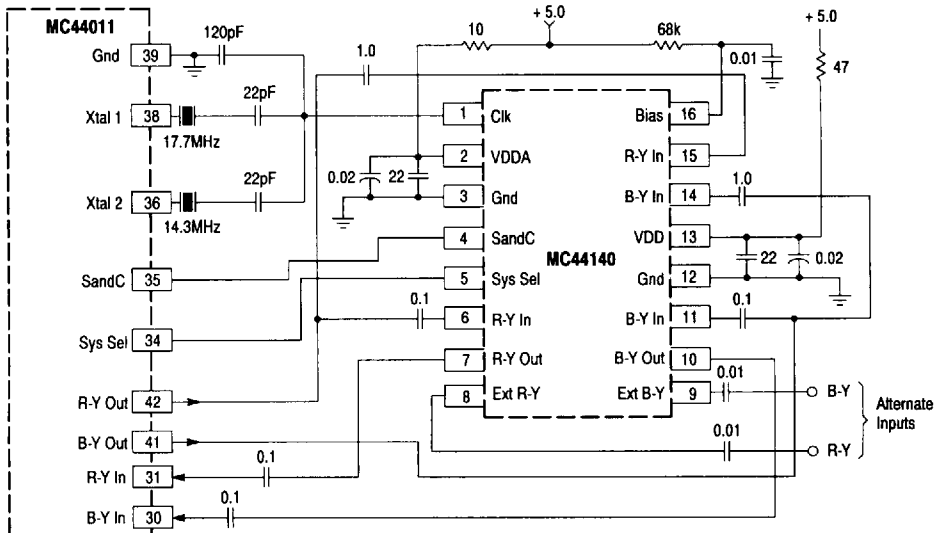 MC44011
Gnd 39
120pF
Xtal 1 38
22pF
17.7MHz
Xtal 2 36
22pF
14.3MHz
SandC 35
Sys Sel 34
R-Y Out 42
B-Y Out 41
R-Y In 31
0.1
B-Y In 30
0.1
1.0
10
+ 5.0
68k
0.01
+ 5.0
47
0.02
22
0.1
MC44140
1 Clk
2 VDDA
3 Gnd
4 SandC
5 Sys Sel
6 R-Y In
7 R-Y Out
8 Ext R-Y
Bias 16
R-Y In 15
B-Y In 14
VDD 13
Gnd 12
B-Y In 11
B-Y Out 10
Ext B-Y 9
1.0
22
0.02
0.1
0.01
B-Y
0.01
R-Y
Alternate
Inputs